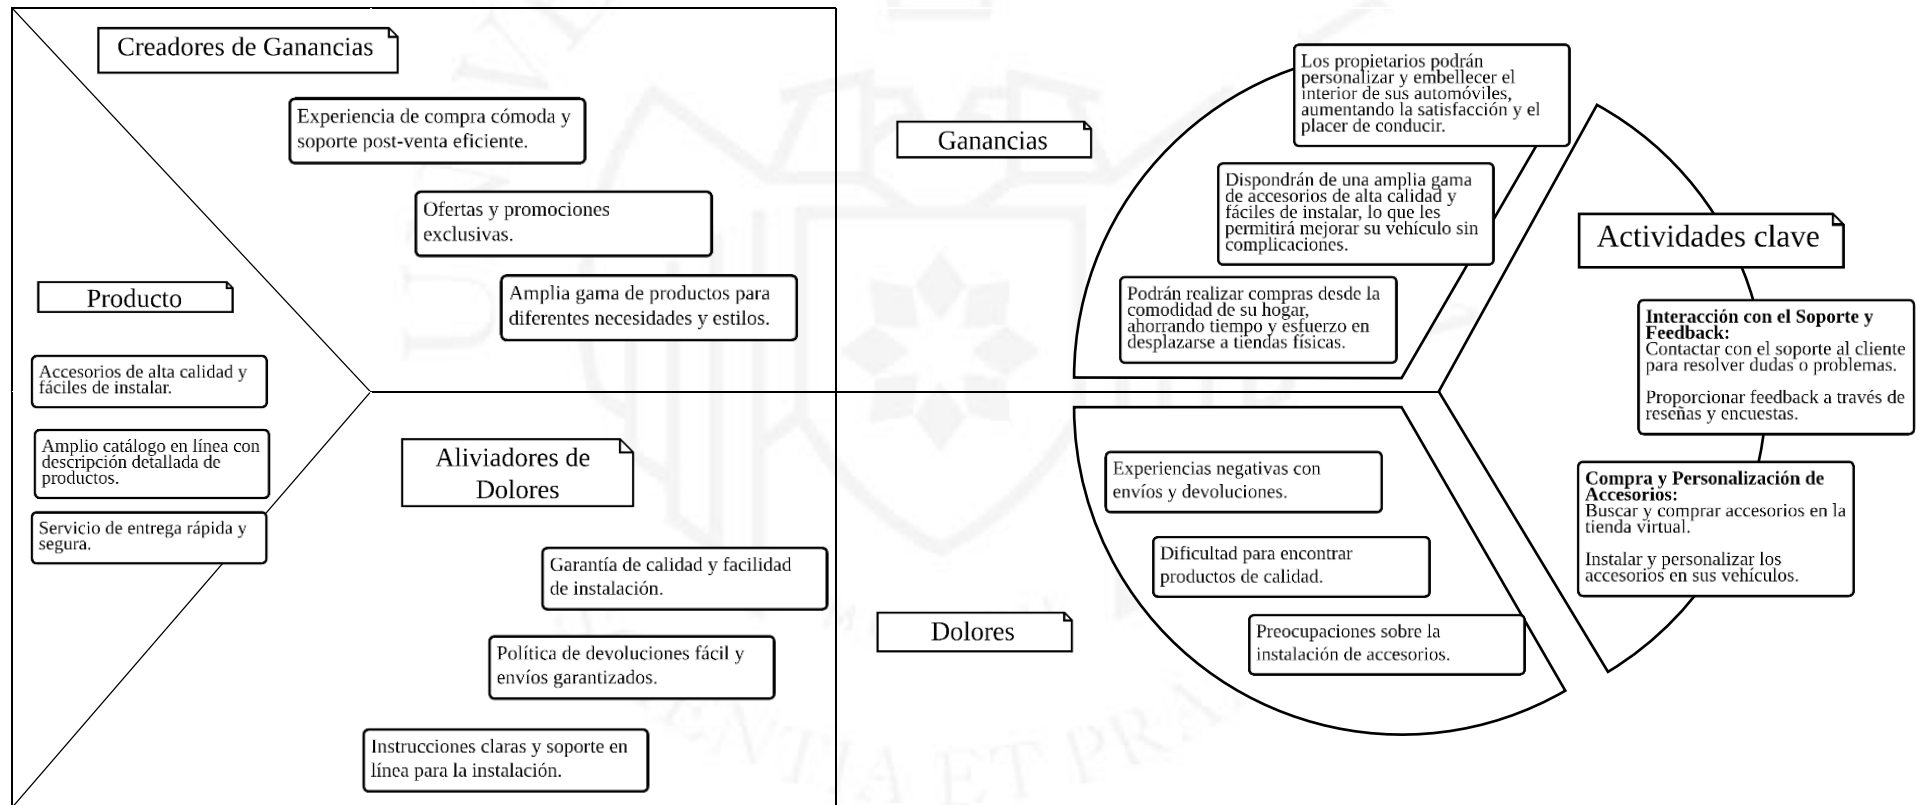 Creadores de Ganancias
Experiencia de compra cómoda y
soporte post-venta eficiente.
Ofertas y promociones
exclusivas.
Amplia gama de productos para
diferentes necesidades y estilos.
Producto
Accesorios de alta calidad y
fáciles de instalar.
Amplio catálogo en línea con
descripción detallada de
productos.
Servicio de entrega rápida y
segura.
Aliviadores de
Dolores
Garantía de calidad y facilidad
de instalación.
Política de devoluciones fácil y
envíos garantizados.
Instrucciones claras y soporte en
línea para la instalación.
Ganancias
Los propietarios podrán
personalizar y embellecer el
interior de sus automóviles,
aumentando la satisfacción y el
placer de conducir.
Dispondrán de una amplia gama
de accesorios de alta calidad y
fáciles de instalar, lo que les
permitirá mejorar su vehículo sin
complicaciones.
Podrán realizar compras desde la
comodidad de su hogar,
ahorrando tiempo y esfuerzo en
desplazarse a tiendas físicas.
Dolores
Experiencias negativas con
envíos y devoluciones.
Dificultad para encontrar
productos de calidad.
Preocupaciones sobre la
instalación de accesorios.
Actividades clave
Interacción con el Soporte y
Feedback:
Contactar con el soporte al cliente
para resolver dudas o problemas.
Proporcionar feedback a través de
reseñas y encuestas.
Compra y Personalización de
Accesorios:
Buscar y comprar accesorios en la
tienda virtual.
Instalar y personalizar los
accesorios en sus vehículos.